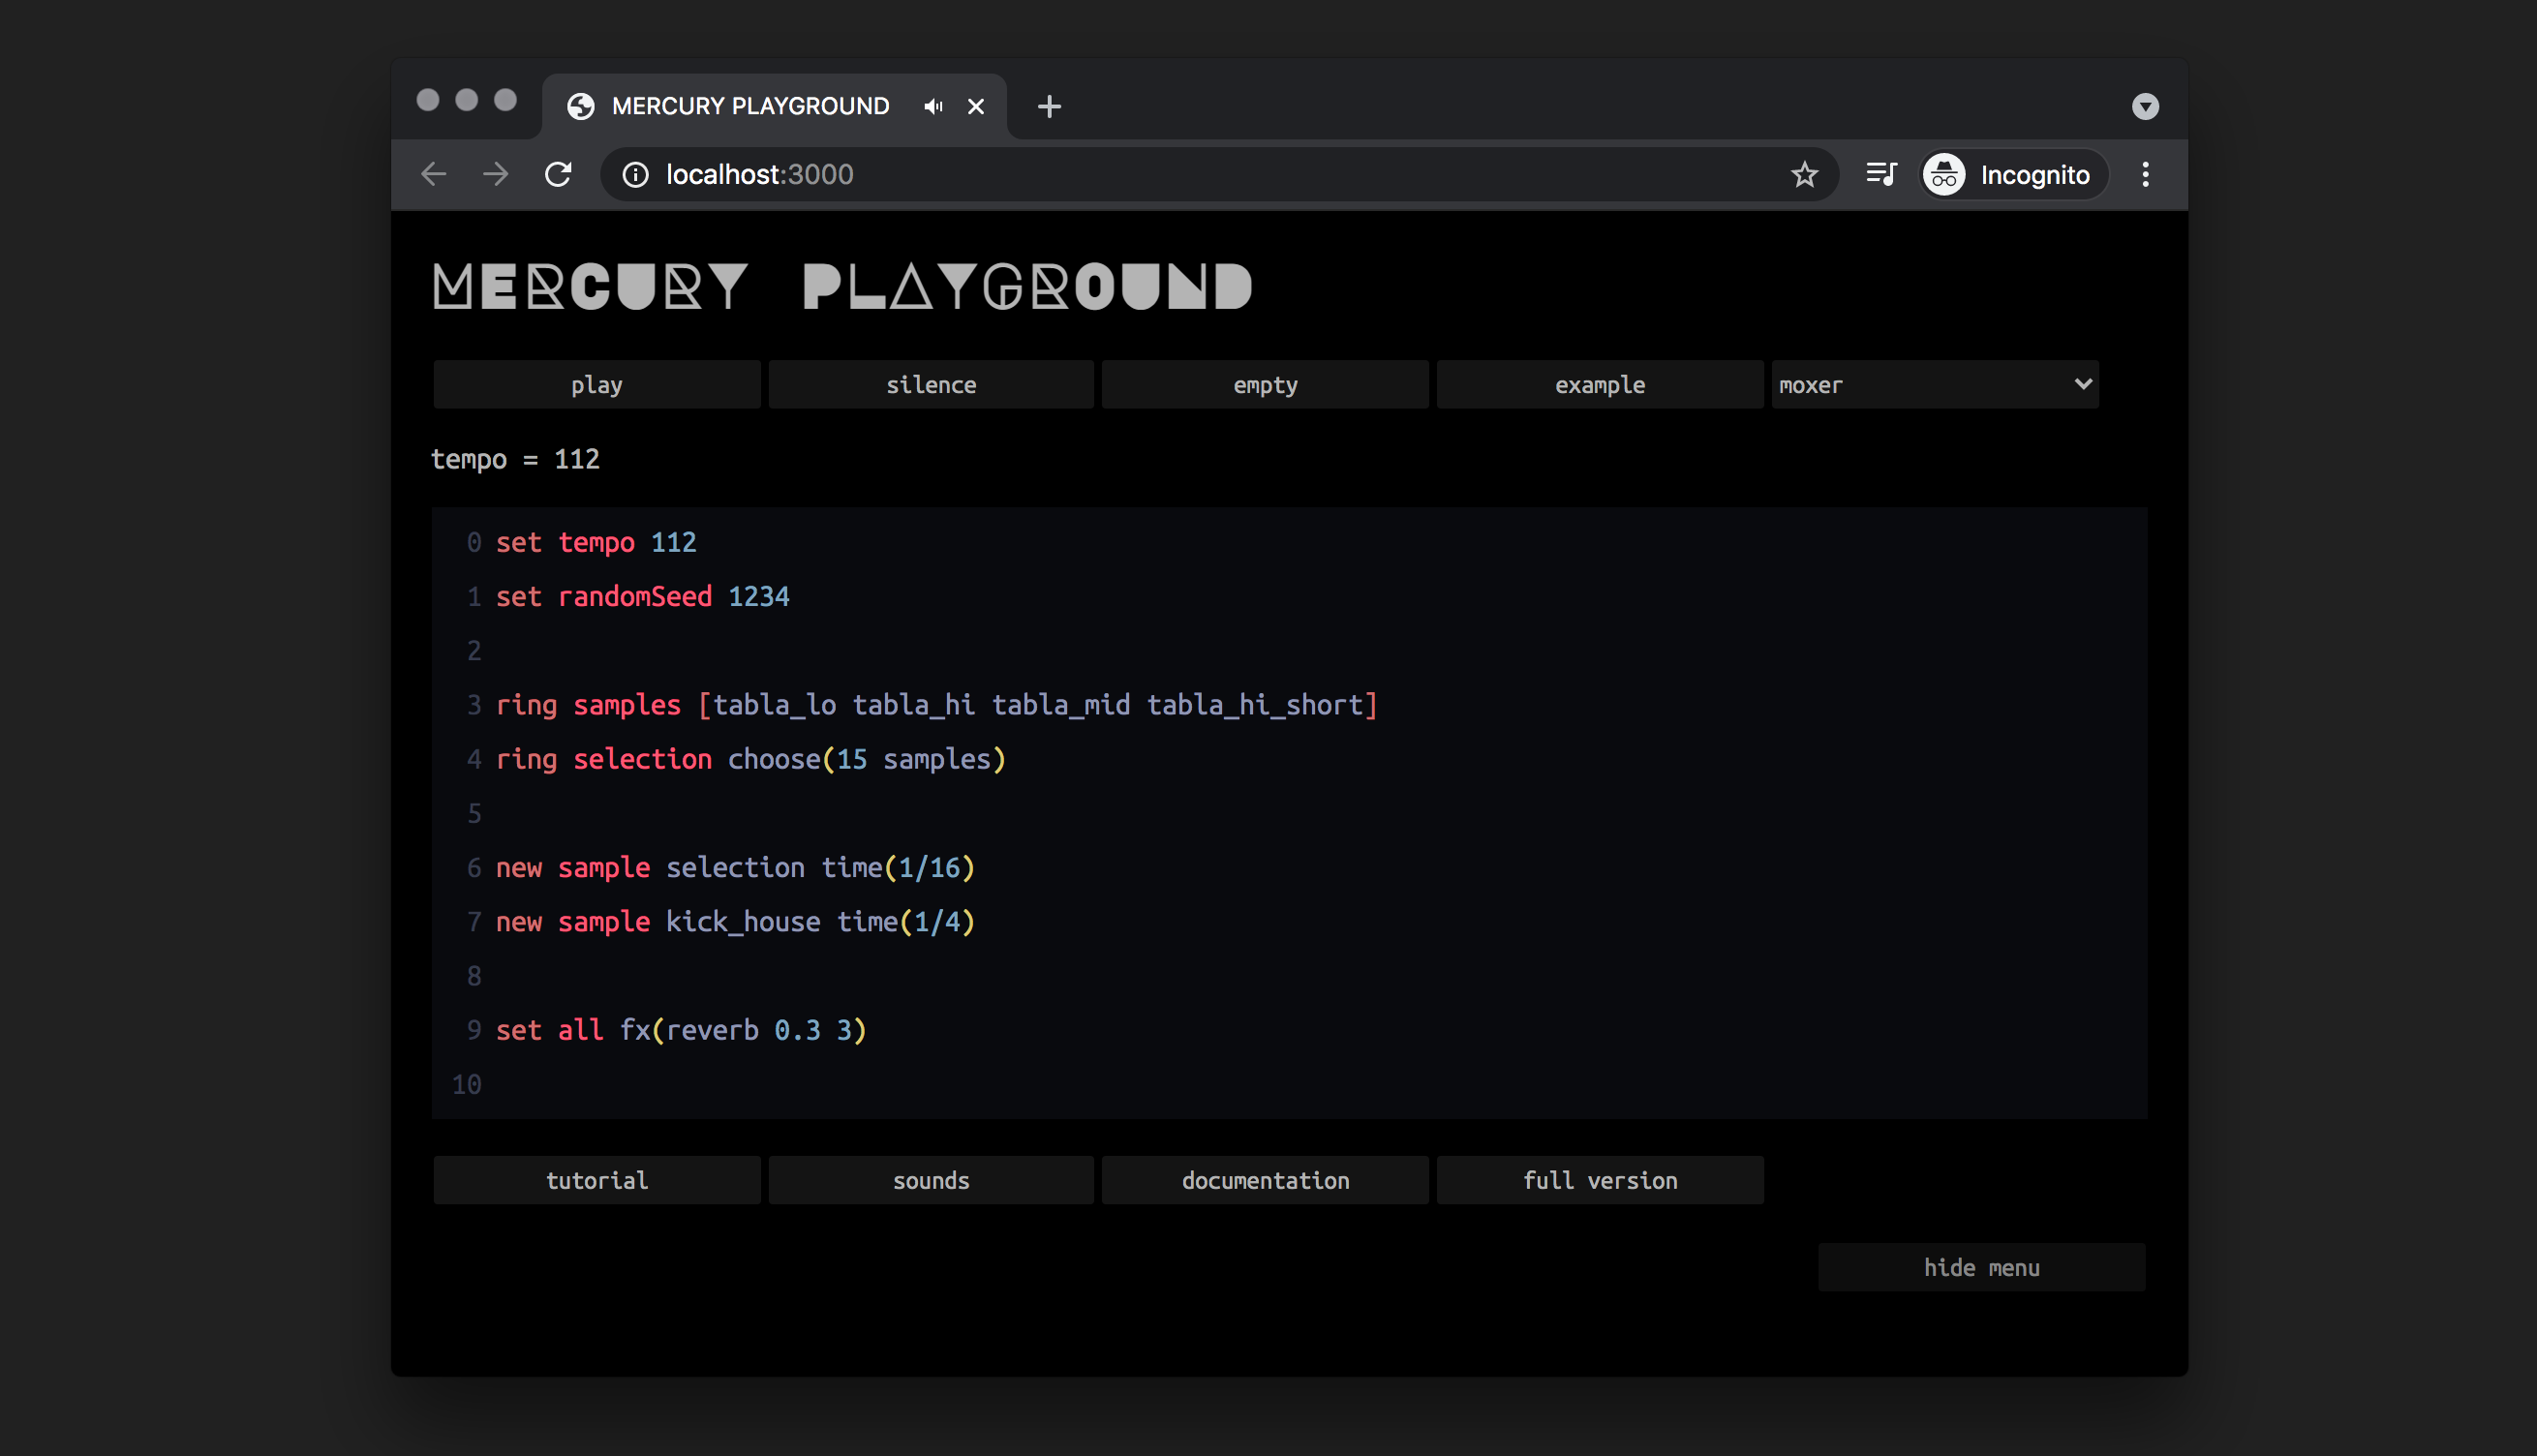 MERCURY PLAYGROUND
localhost:3000
Incognito
MERCURY PLAYGROUND
play silence empty example moxer
tempo = 112
0 set tempo 112
1 set randomSeed 1234
2
3 ring samples [tabla_lo tabla_hi tabla_mid tabla_hi_short]
4 ring selection choose(15 samples)
5
6 new sample selection time(1/16)
7 new sample kick_house time(1/4)
8
9 set all fx(reverb 0.3 3)
10
tutorial sounds documentation full version
hide menu